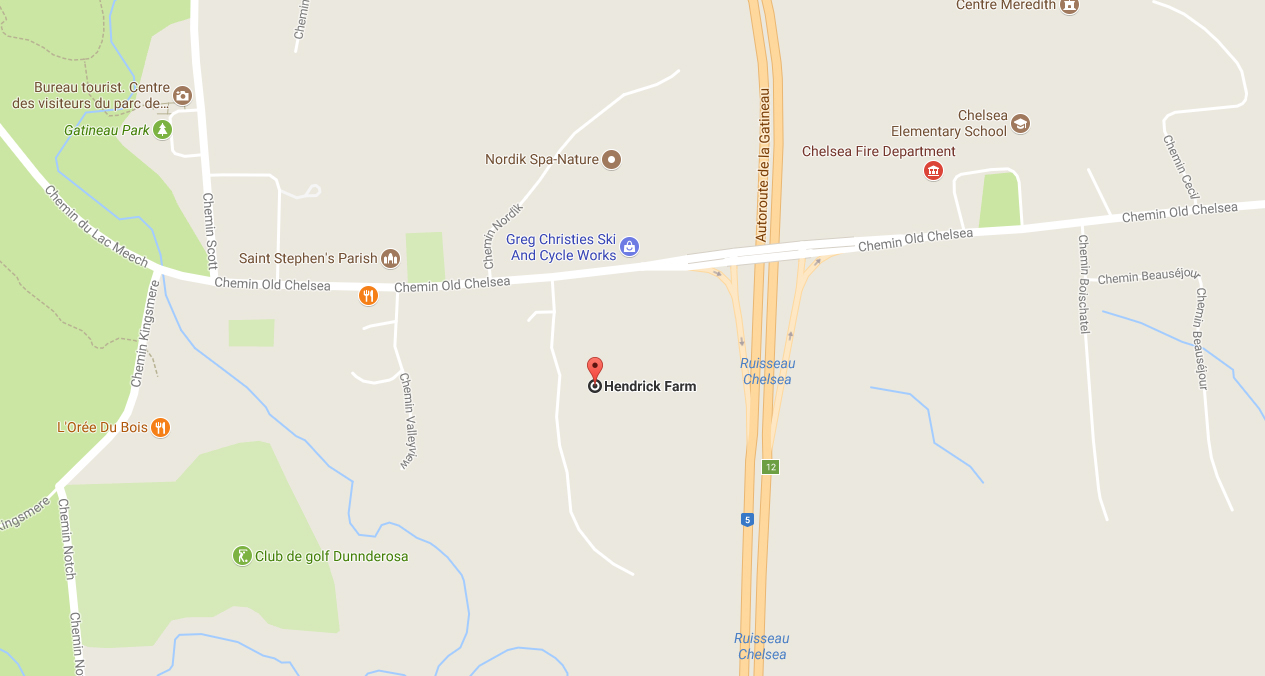 Centre Meredith
Chemin
Bureau tourist. Centre
des visiteurs du parc de...
Gatineau Park
Autoroute de la Gatineau
Chelsea
Elementary School
Chelsea Fire Department
Nordik Spa-Nature
Chemin Cecil
Chemin du Lac Meech
Chemin Scott
Chemin Nordik
Chemin Old Chelsea
Greg Christies Ski
And Cycle Works
Chemin Old Chelsea
Saint Stephen's Parish
Chemin Old Chelsea
Chemin Old Chelsea
Chemin Kingsmere
Chemin Boischatel
Chemin Beauséjou
Chemin Beauséjour
Ruisseau
Chelsea
Hendrick Farm
Chemin Valleyview
L'Orée Du Bois
12
5
Kingsmere
Chemin Notch
Club de golf Dunnderosa
Chemin No
Ruisseau
Chelsea